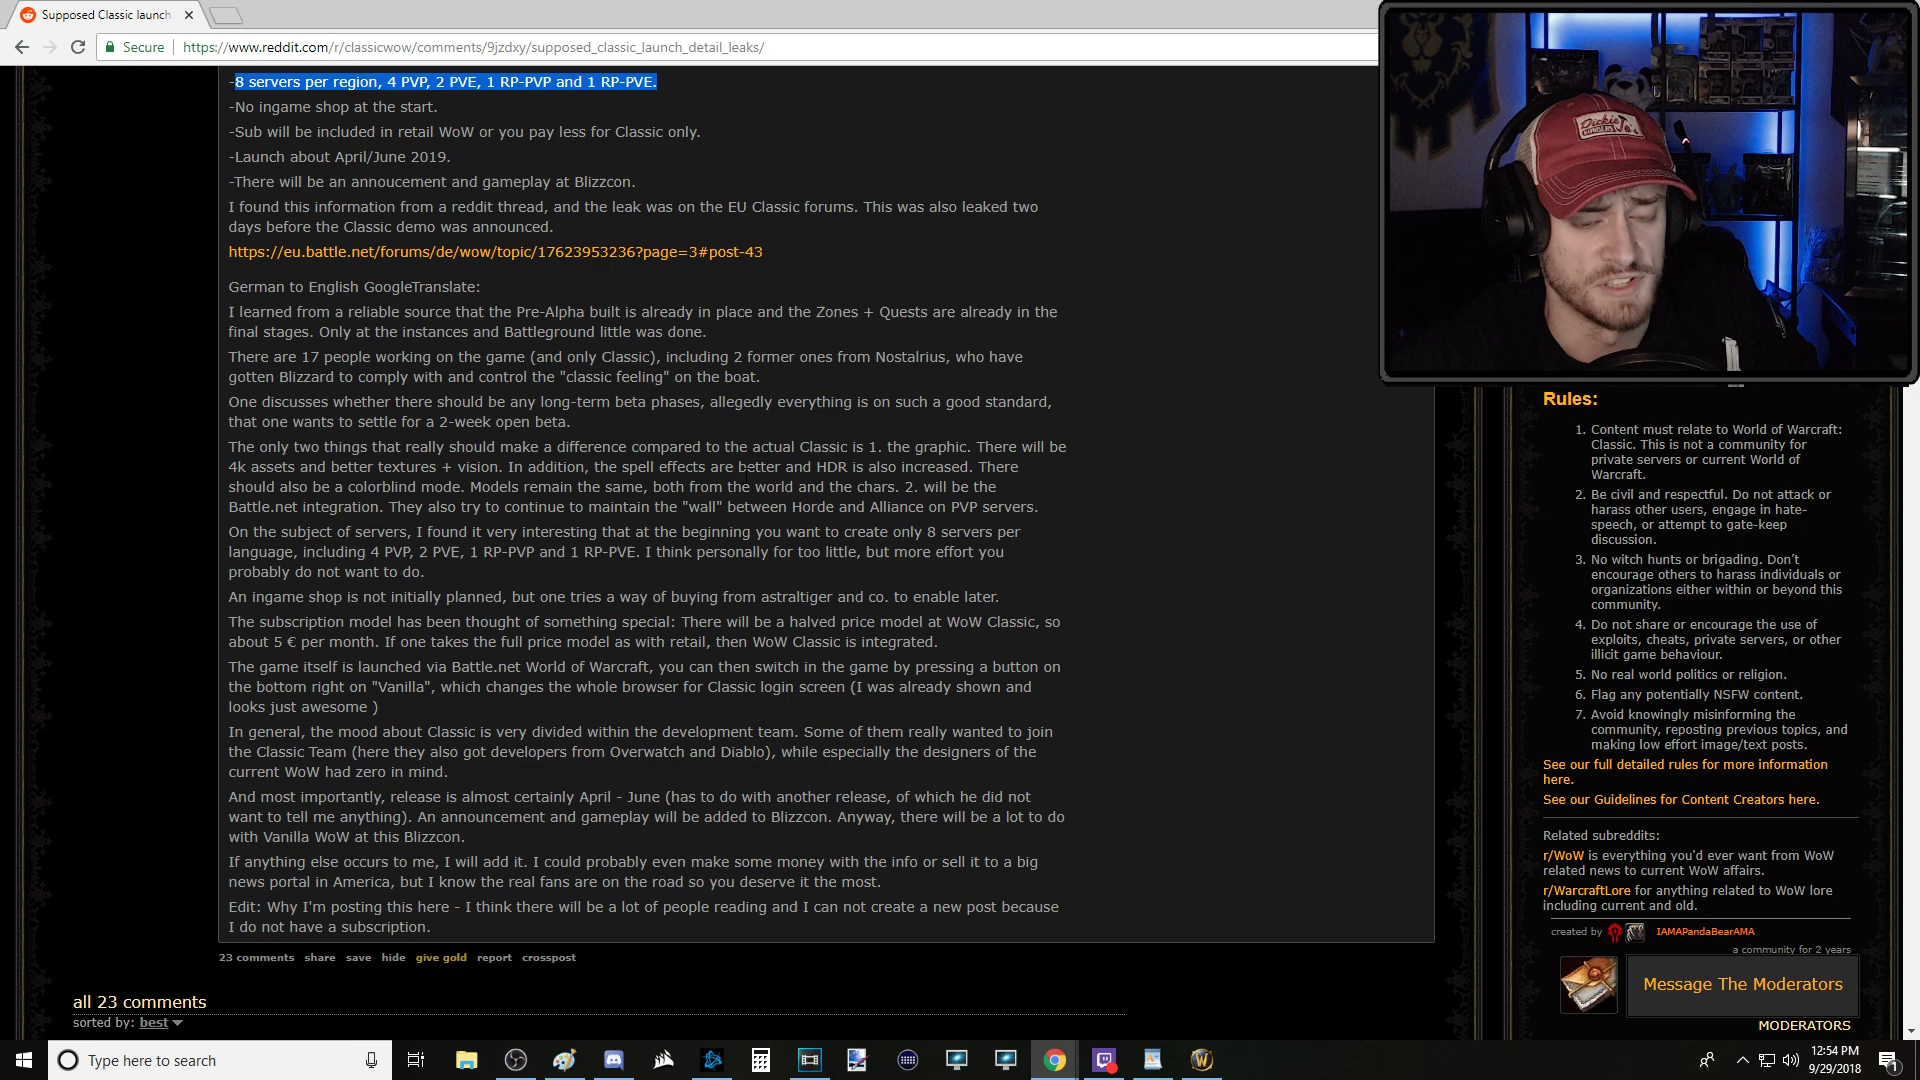 Supposed Classic launch
Secure
https://www.reddit.com/r/classicwow/comments/9jzdxy/supposed_classic_launch_detail_leaks/
-8 servers per region, 4 PVP, 2 PVE, 1 RP-PVP and 1 RP-PVE.
-No ingame shop at the start.
-Sub will be included in retail WoW or you pay less for Classic only.
-Launch about April/June 2019.
-There will be an annoucement and gameplay at Blizzcon.
I found this information from a reddit thread, and the leak was on the EU Classic forums. This was also leaked two
days before the Classic demo was announced.
https://eu.battle.net/forums/de/wow/topic/17623953236?page=3#post-43
German to English GoogleTranslate:
I learned from a reliable source that the Pre-Alpha built is already in place and the Zones + Quests are already in the
final stages. Only at the instances and Battleground little was done.
There are 17 people working on the game (and only Classic), including 2 former ones from Nostalrius, who have
gotten Blizzard to comply with and control the "classic feeling" on the boat.
One discusses whether there should be any long-term beta phases, allegedly everything is on such a good standard,
that one wants to settle for a 2-week open beta.
The only two things that really should make a difference compared to the actual Classic is 1. the graphic. There will be
4k assets and better textures + vision. In addition, the spell effects are better and HDR is also increased. There
should also be a colorblind mode. Models remain the same, both from the world and the chars. 2. will be the
Battle.net integration. They also try to continue to maintain the "wall" between Horde and Alliance on PVP servers.
On the subject of servers, I found it very interesting that at the beginning you want to create only 8 servers per
language, including 4 PVP, 2 PVE, 1 RP-PVP and 1 RP-PVE. I think personally for too little, but more effort you
probably do not want to do.
An ingame shop is not initially planned, but one tries a way of buying from astraltiger and co. to enable later.
The subscription model has been thought of something special: There will be a halved price model at WoW Classic, so
about 5 € per month. If one takes the full price model as with retail, then WoW Classic is integrated.
The game itself is launched via Battle.net World of Warcraft, you can then switch in the game by pressing a button on
the bottom right on "Vanilla", which changes the whole browser for Classic login screen (I was already shown and
looks just awesome )
In general, the mood about Classic is very divided within the development team. Some of them really wanted to join
the Classic Team (here they also got developers from Overwatch and Diablo), while especially the designers of the
current WoW had zero in mind.
And most importantly, release is almost certainly April - June (has to do with another release, of which he did not
want to tell me anything). An announcement and gameplay will be added to Blizzcon. Anyway, there will be a lot to do
with Vanilla WoW at this Blizzcon.
If anything else occurs to me, I will add it. I could probably even make some money with the info or sell it to a big
news portal in America, but I know the real fans are on the road so you deserve it the most.
Edit: Why I'm posting this here - I think there will be a lot of people reading and I can not create a new post because
I do not have a subscription.
23 comments share save hide give gold report crosspost
all 23 comments
sorted by: best
Rules:
1. Content must relate to World of Warcraft:
Classic. This is not a community for
private servers or current World of
Warcraft.
2. Be civil and respectful. Do not attack or
harass other users, engage in hate-
speech, or attempt to gate-keep
discussion.
3. No witch hunts or brigading. Don't
encourage others to harass individuals or
organizations either within or beyond this
community.
4. Do not share or encourage the use of
exploits, cheats, private servers, or other
illicit game behaviour.
5. No real world politics or religion.
6. Flag any potentially NSFW content.
7. Avoid knowingly misinforming the
community, reposting previous topics, and
making low effort image/text posts.
See our full detailed rules for more information
here.
See our Guidelines for Content Creators here.
Related subreddits:
r/WoW is everything you'd ever want from WoW
related news to current WoW affairs.
r/WarcraftLore for anything related to WoW lore
including current and old.
created by IAMAPandaBearAMA
a community for 2 years
Message The Moderators
MODERATORS
Type here to search
12:54 PM
9/29/2018
1